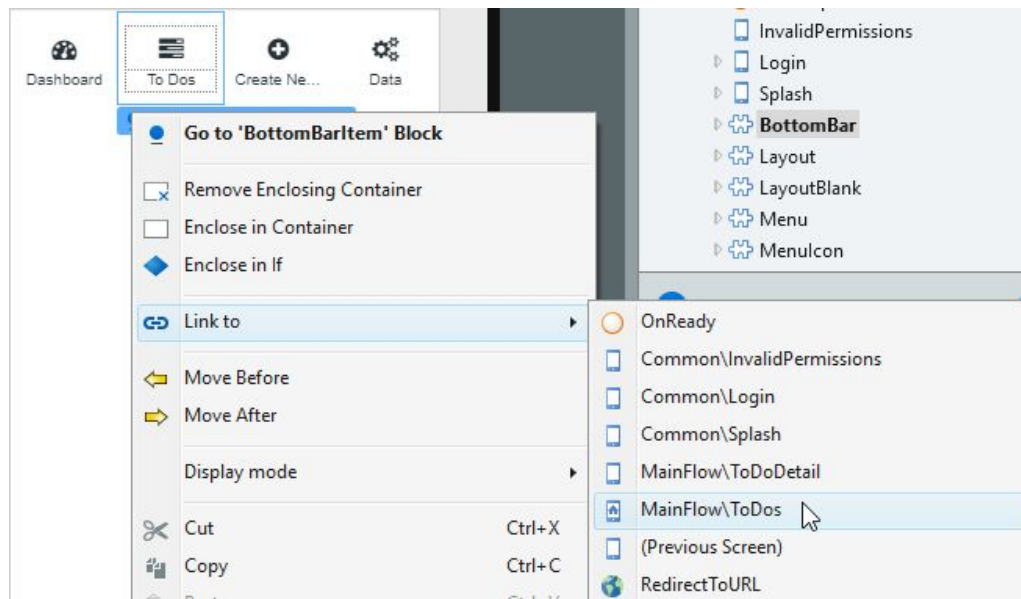 Dashboard
To Dos
Create Ne...
Data
Go to 'BottomBarItem' Block
Remove Enclosing Container
Enclose in Container
Enclose in If
Link to
Move Before
Move After
Display mode
Cut Ctrl+X
Copy Ctrl+C
InvalidPermissions
Login
Splash
BottomBar
Layout
LayoutBlank
Menu
MenuIcon
OnReady
Common\InvalidPermissions
Common\Login
Common\Splash
MainFlow\ToDoDetail
MainFlow\ToDos
(Previous Screen)
RedirectToURL